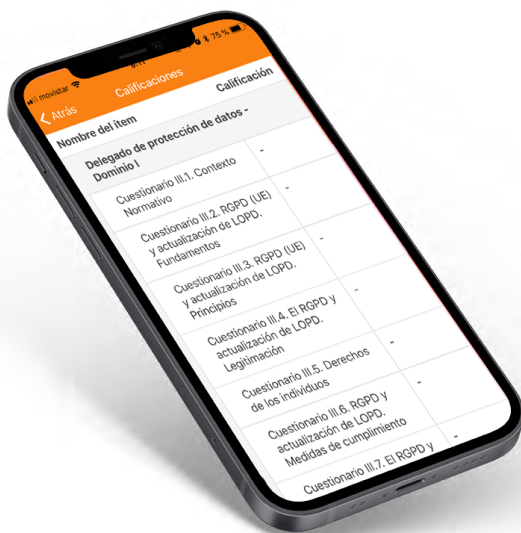 movistar
75 %
Atrás
Calificaciones
Nombre del ítem
Calificación
Delegado de protección de datos -
Dominio I
-
Cuestionario III.1. Contexto
Normativo
-
Cuestionario III.2. RGPD (UE)
y actualización de LOPD.
Fundamentos
-
Cuestionario III.3. RGPD (UE)
y actualización de LOPD.
Principios
-
Cuestionario III.4. El RGPD y
actualización de LOPD.
Legitimación
-
Cuestionario III.5. Derechos
de los individuos
-
Cuestionario III.6. RGPD y
actualización de LOPD.
Medidas de cumplimiento
-
Cuestionario III.7. El RGPD y
-